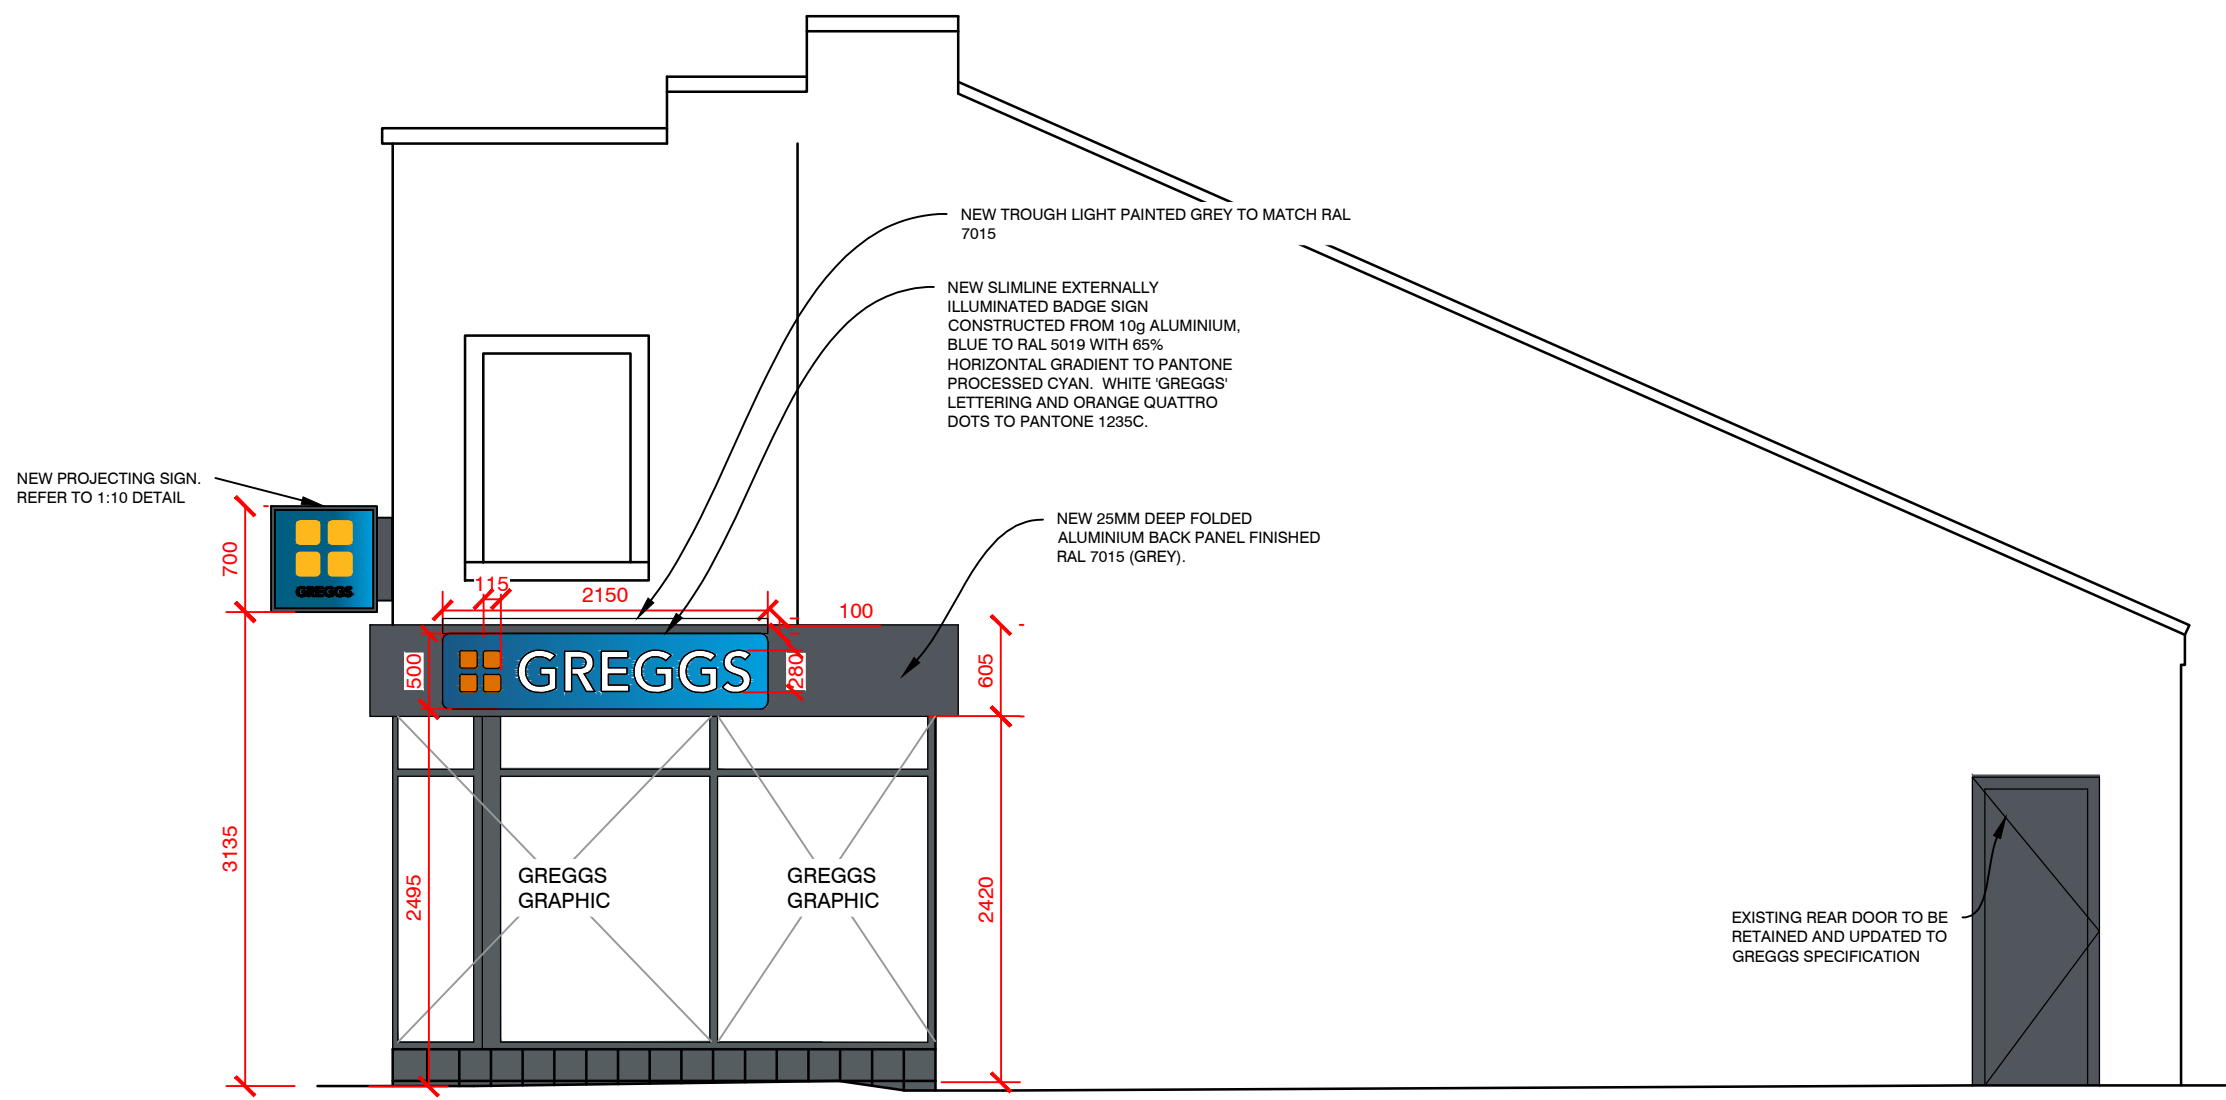 NEW TROUGH LIGHT PAINTED GREY TO MATCH RAL
7015
NEW SLIMLINE EXTERNALLY
ILLUMINATED BADGE SIGN
CONSTRUCTED FROM 10g ALUMINIUM,
BLUE TO RAL 5019 WITH 65%
HORIZONTAL GRADIENT TO PANTONE
PROCESSED CYAN.  WHITE 'GREGGS'
LETTERING AND ORANGE QUATTRO
DOTS TO PANTONE 1235C.
NEW PROJECTING SIGN.
REFER TO 1:10 DETAIL
NEW 25MM DEEP FOLDED
ALUMINIUM BACK PANEL FINISHED
RAL 7015 (GREY).
700
GREGGS
115
2150
100
500
GREGGS
280
605
3135
2495
GREGGS
GRAPHIC
GREGGS
GRAPHIC
2420
EXISTING REAR DOOR TO BE
RETAINED AND UPDATED TO
GREGGS SPECIFICATION